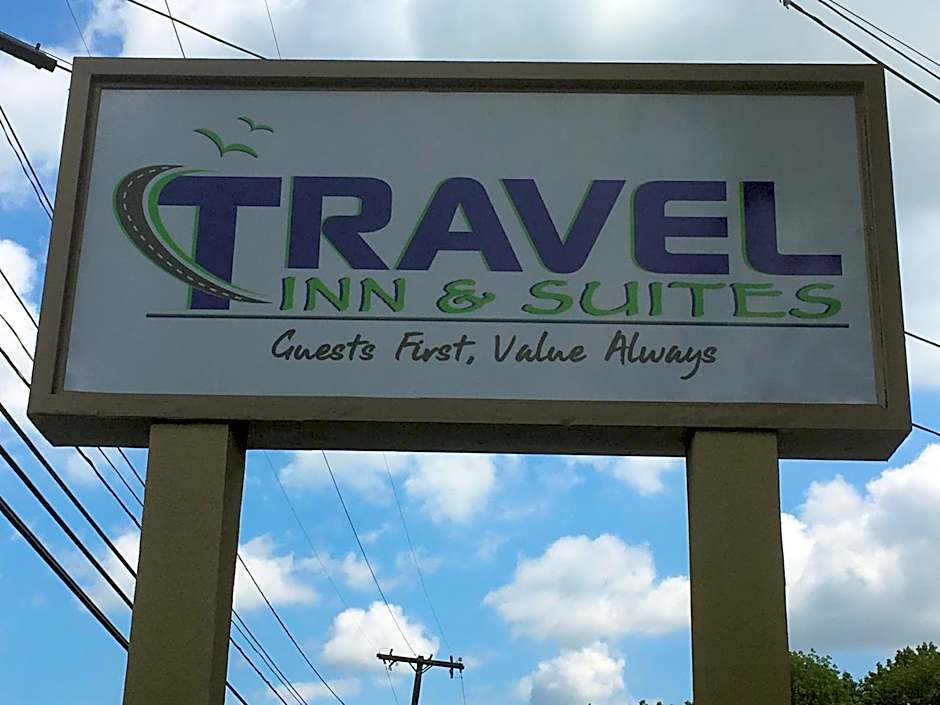 TRAVEL
INN & SUITES
Guests First, Value Always